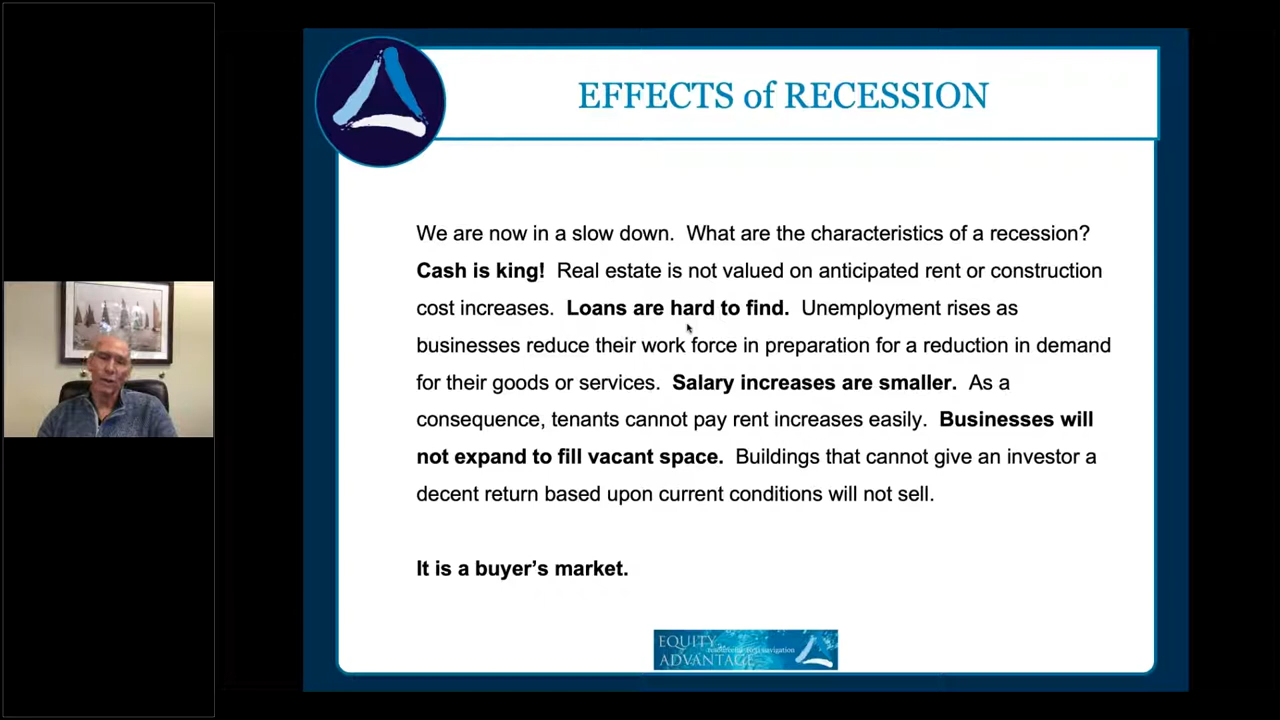 EFFECTS of RECESSION
We are now in a slow down.  What are the characteristics of a recession?
Cash is king!  Real estate is not valued on anticipated rent or construction
cost increases.  Loans are hard to find.  Unemployment rises as
businesses reduce their work force in preparation for a reduction in demand
for their goods or services.  Salary increases are smaller.  As a
consequence, tenants cannot pay rent increases easily.  Businesses will
not expand to fill vacant space.  Buildings that cannot give an investor a
decent return based upon current conditions will not sell.
It is a buyer’s market.
EQUITY
navigation
ADVANTAGE